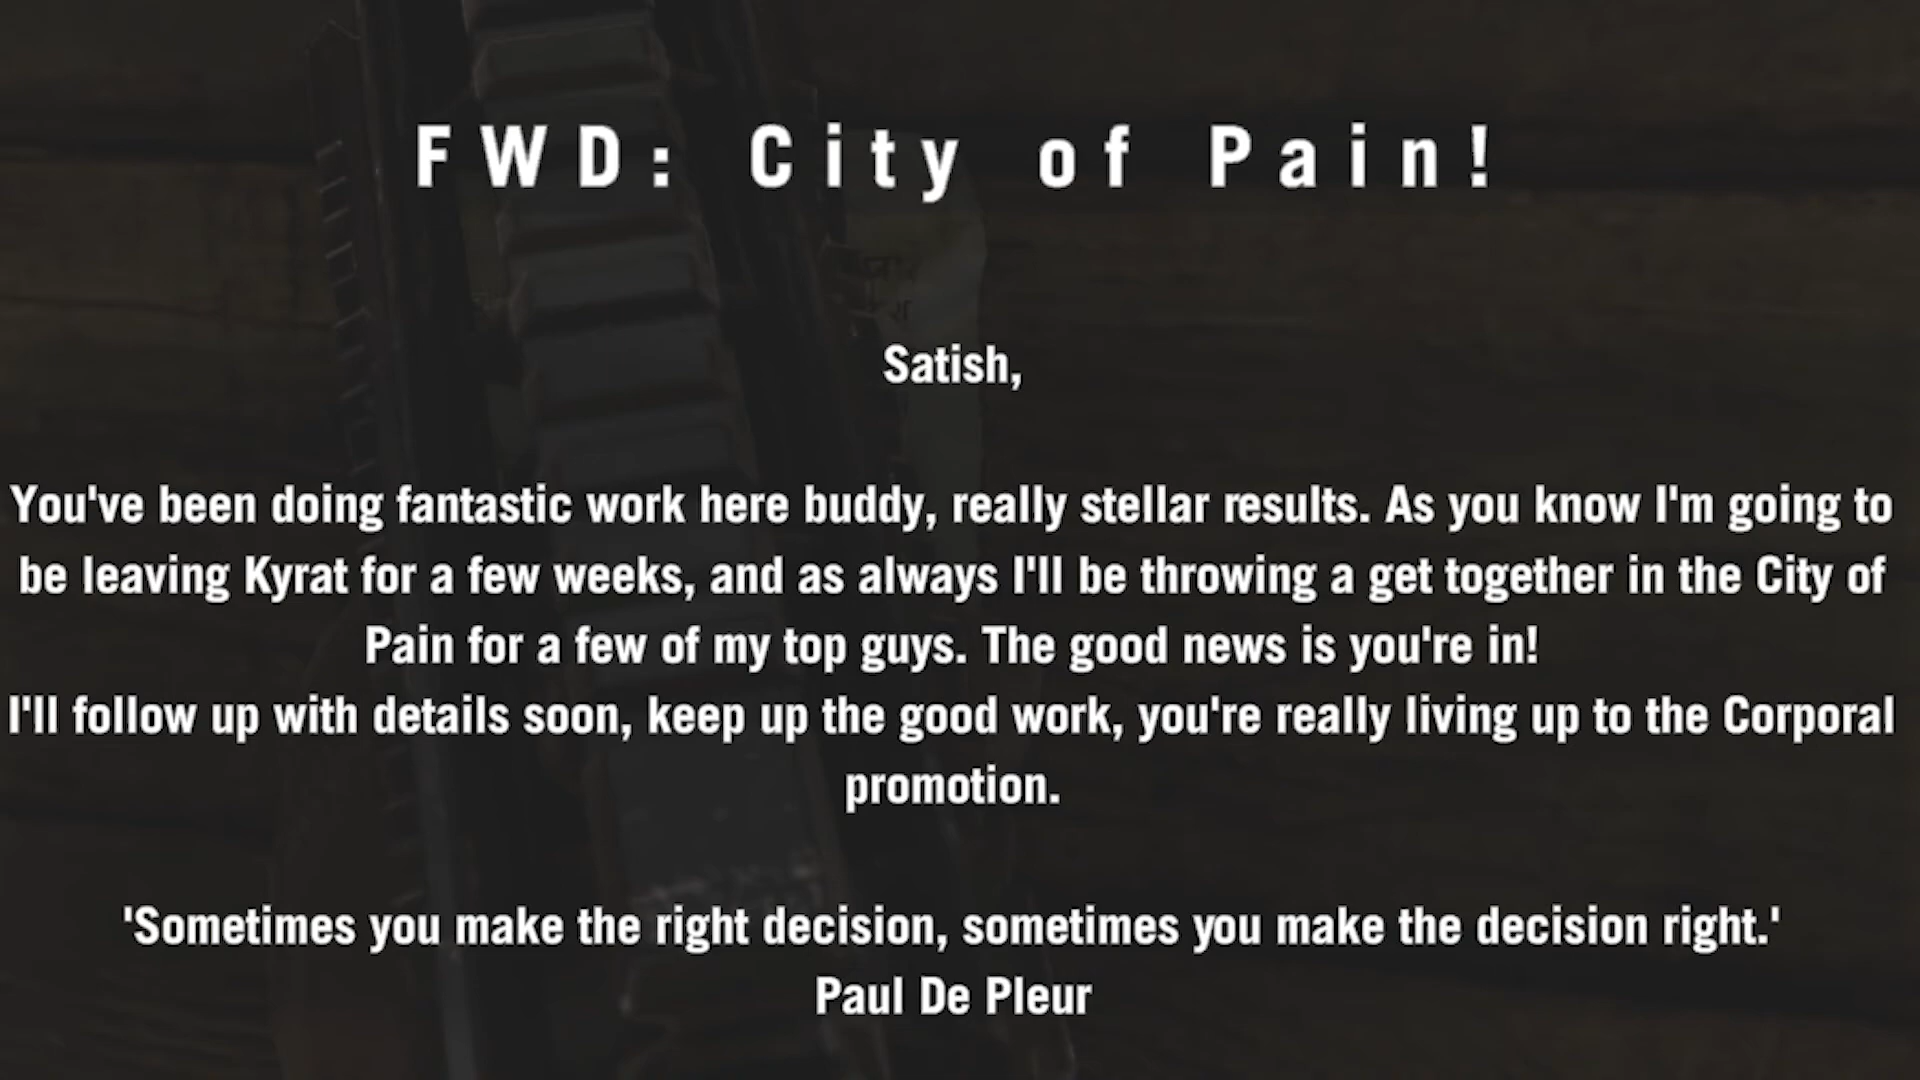 FWD: City of Pain!
Satish,
You've been doing fantastic work here buddy, really stellar results. As you know I'm going to
be leaving Kyrat for a few weeks, and as always I'll be throwing a get together in the City of
Pain for a few of my top guys. The good news is you're in!
I'll follow up with details soon, keep up the good work, you're really living up to the Corporal
promotion.
'Sometimes you make the right decision, sometimes you make the decision right.'
Paul De Pleur